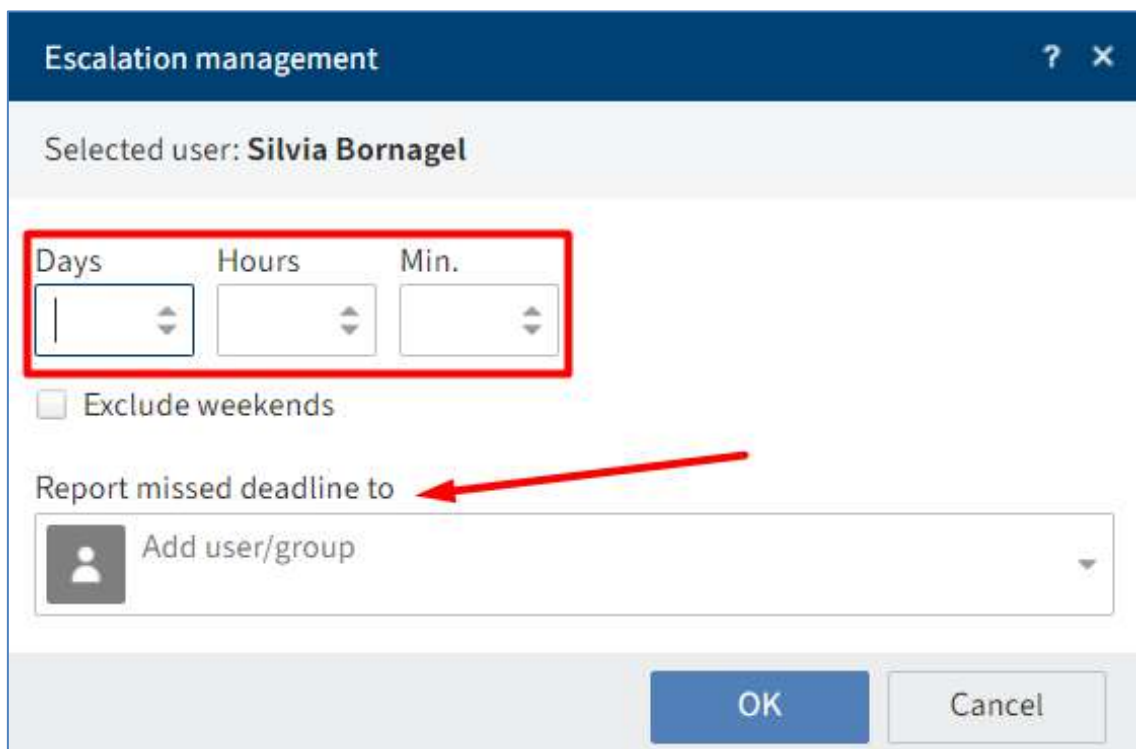 Escalation management ? ×
Selected user: Silvia Bornagel
Days Hours Min.
Exclude weekends
Report missed deadline to
Add user/group
OK Cancel